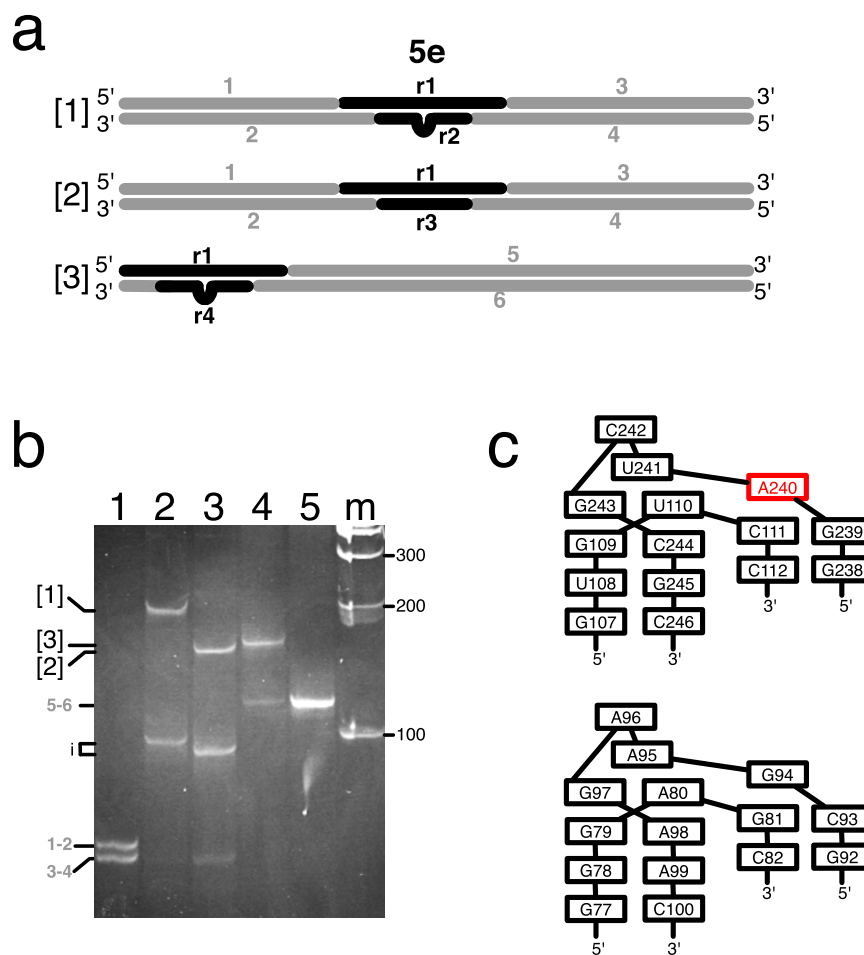 a
5e
1 r1 3
[1] 5' 3'
3' 5'
2 r2 4
1 r1 3
[2] 5' 3'
3' 5'
2 r3 4
r1 5
[3] 5' 3'
3' 5'
r4 6
b
1 2 3 4 5 m
300
[1]
200
[3]
[2]
5-6
100
i
1-2
3-4
c
C242
U241
A240
G243 U110
C111 G239
G109 C244
C112 G238
U108 G245
3' 5'
G107 C246
5' 3'
A96
A95
G94
G97 A80
G81 C93
G79 A98
C82 G92
G78 A99
3' 5'
G77 C100
5' 3'